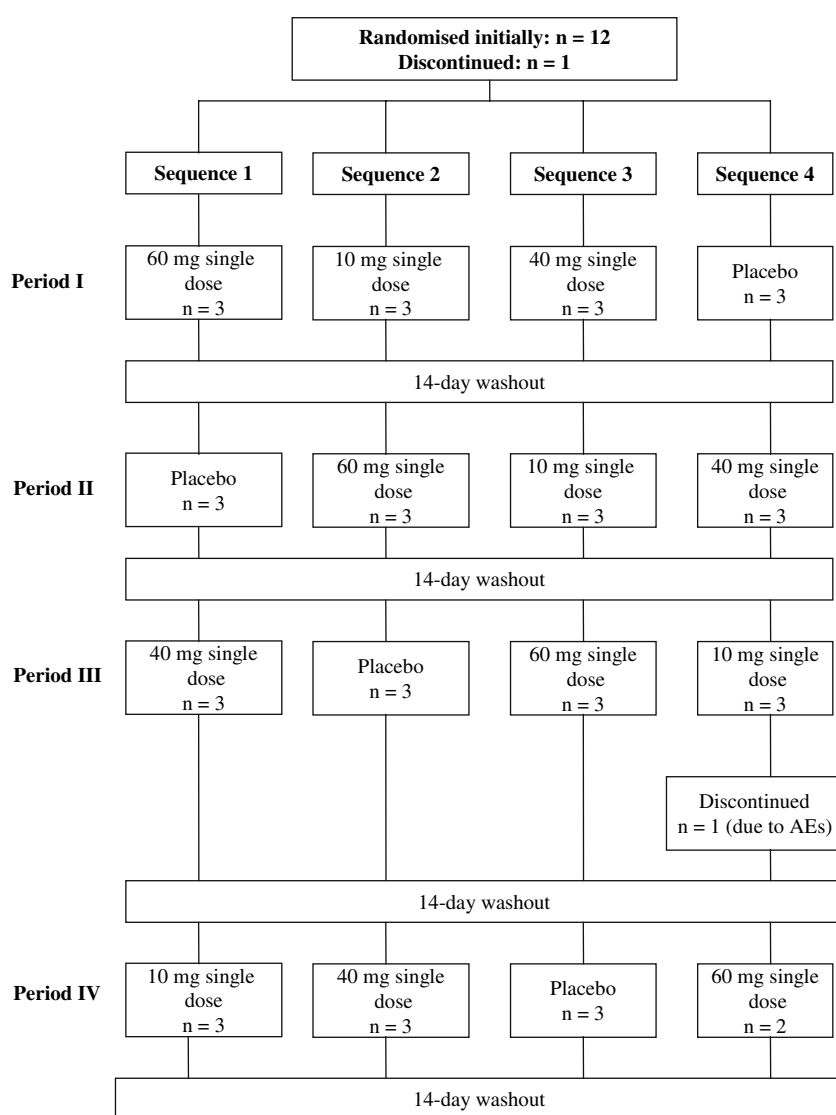 Randomised initially: n = 12
Discontinued: n = 1
Sequence 1
Sequence 2
Sequence 3
Sequence 4
Period I
60 mg single
dose
n = 3
10 mg single
dose
n = 3
40 mg single
dose
n = 3
Placebo
n = 3
14-day washout
Period II
Placebo
n = 3
60 mg single
dose
n = 3
10 mg single
dose
n = 3
40 mg single
dose
n = 3
14-day washout
Period III
40 mg single
dose
n = 3
Placebo
n = 3
60 mg single
dose
n = 3
10 mg single
dose
n = 3
Discontinued
n = 1 (due to AEs)
14-day washout
Period IV
10 mg single
dose
n = 3
40 mg single
dose
n = 3
Placebo
n = 3
60 mg single
dose
n = 2
14-day washout